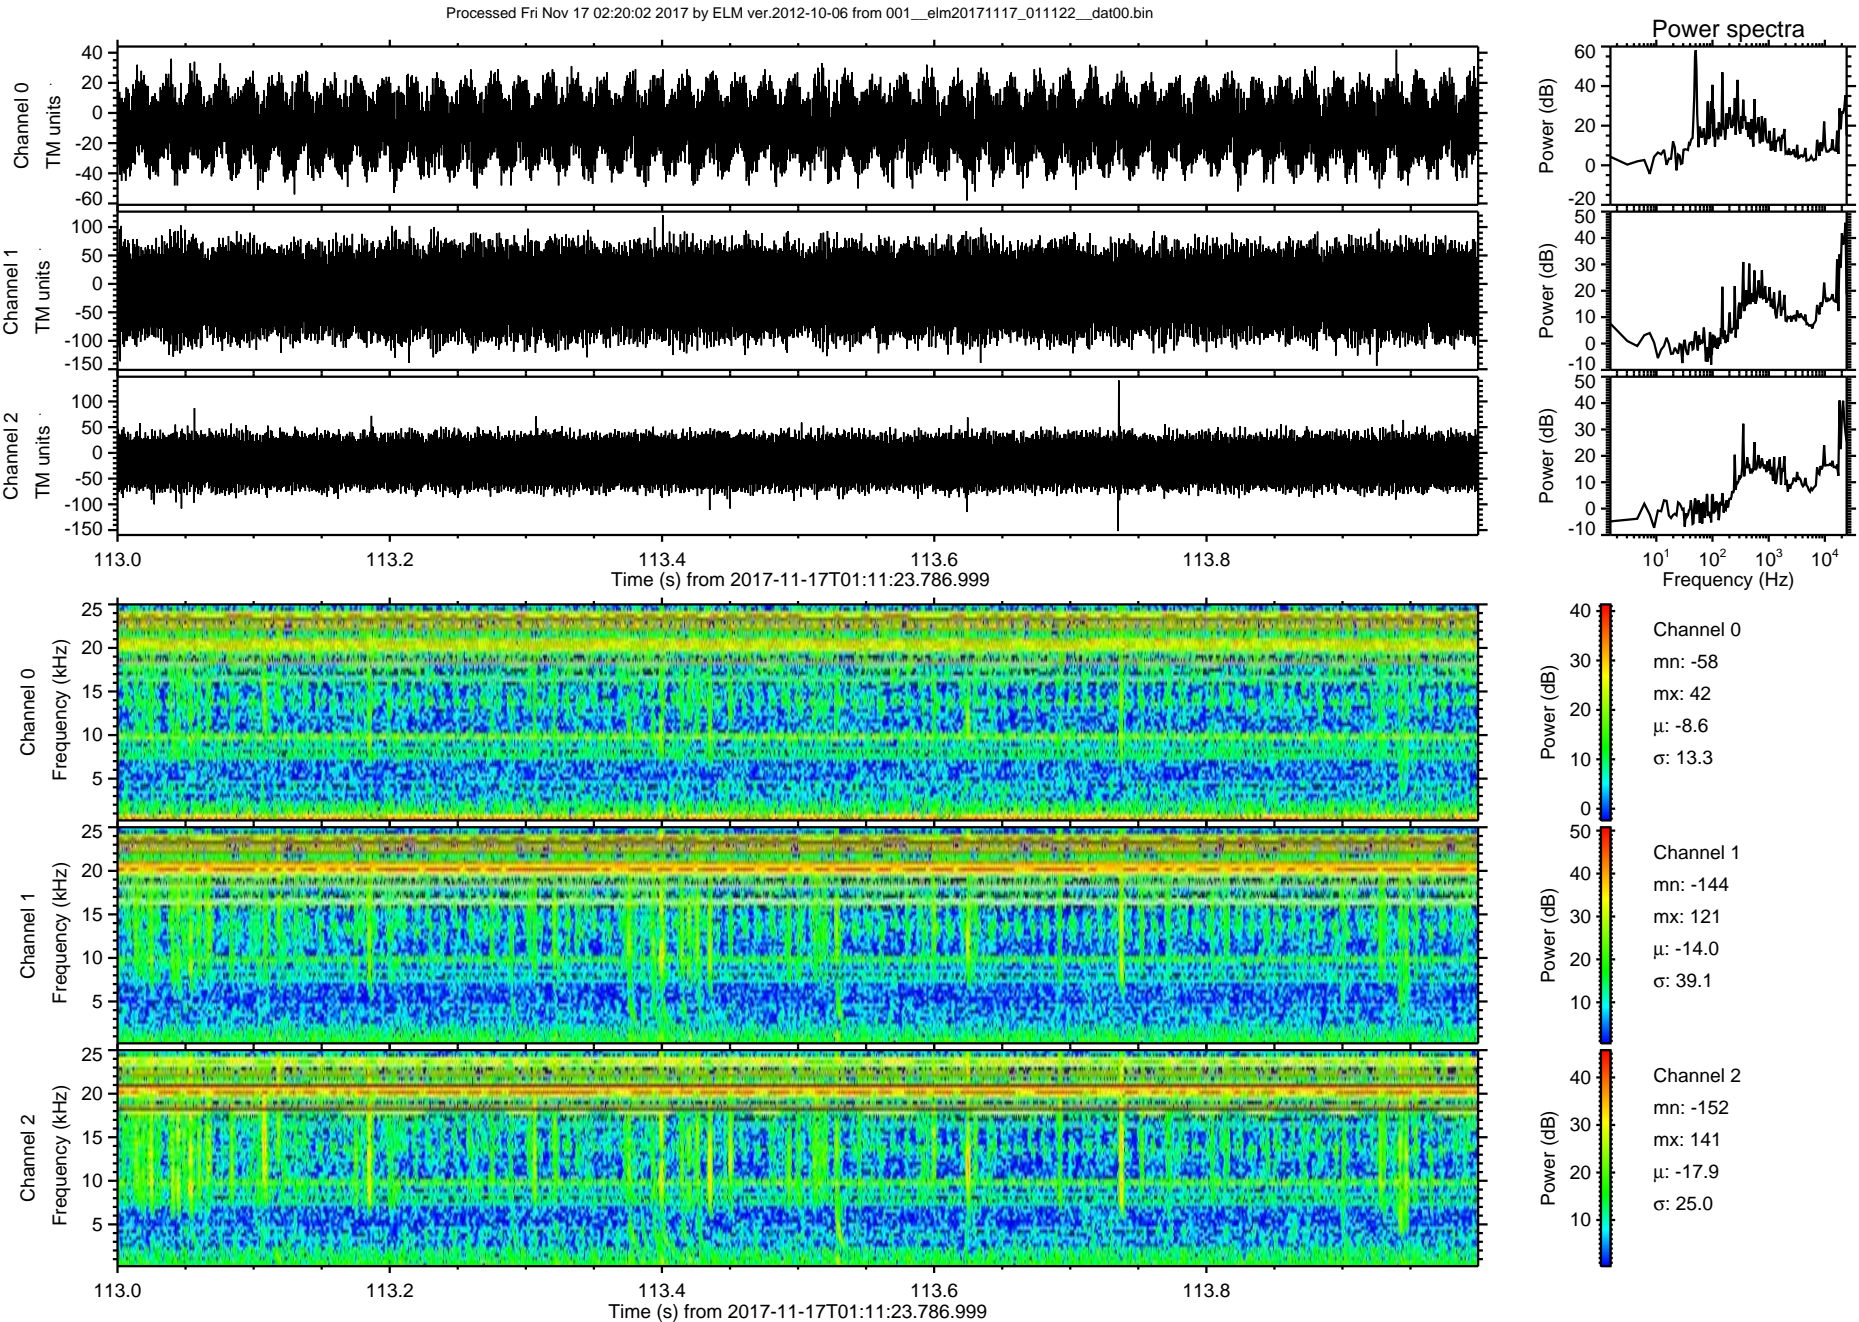 Processed Fri Nov 17 02:20:02 2017 by ELM ver.2012-10-06 from 001__elm20171117_011122__dat00.bin
Power spectra
Channel 0
TM units
40
20
0
-20
-40
-60
Power (dB)
60
40
20
0
-20
Channel 1
TM units
100
50
0
-50
-100
-150
Power (dB)
50
40
30
20
10
0
-10
Channel 2
TM units
100
50
0
-50
-100
-150
Power (dB)
50
40
30
20
10
0
-10
113.0 113.2 113.4 113.6 113.8
Time (s) from 2017-11-17T01:11:23.786.999
10¹ 10² 10³ 10⁴
Frequency (Hz)
Channel 0
Frequency (kHz)
25
20
15
10
5
Power (dB)
40
30
20
10
0
Channel 0
mn: -58
mx: 42
μ: -8.6
σ: 13.3
Channel 1
Frequency (kHz)
25
20
15
10
5
Power (dB)
50
40
30
20
10
Channel 1
mn: -144
mx: 121
μ: -14.0
σ: 39.1
Channel 2
Frequency (kHz)
25
20
15
10
5
Power (dB)
40
30
20
10
Channel 2
mn: -152
mx: 141
μ: -17.9
σ: 25.0
113.0 113.2 113.4 113.6 113.8
Time (s) from 2017-11-17T01:11:23.786.999